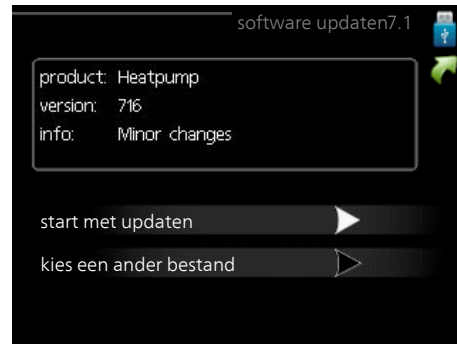 software updaten7.1
product: Heatpump
version: 716
info: Minor changes
start met updaten
kies een ander bestand